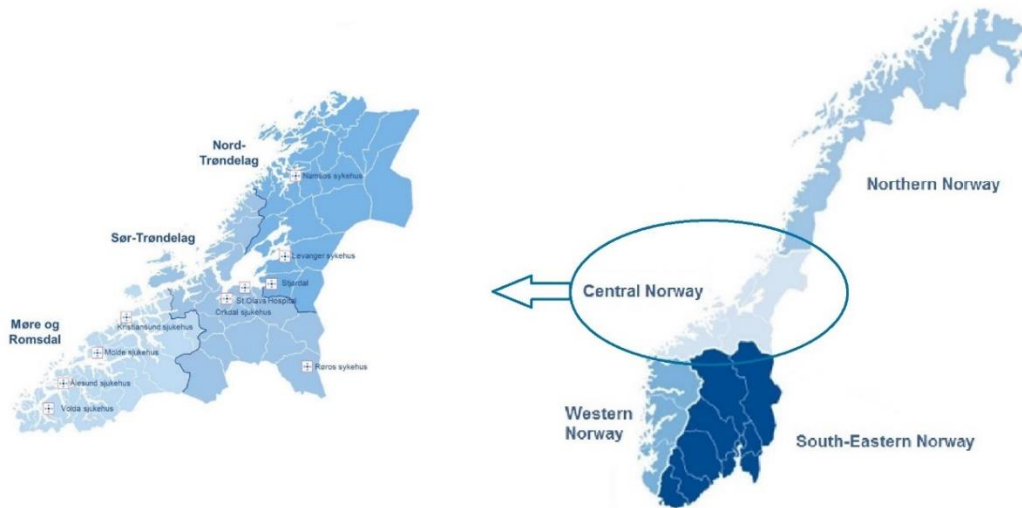 Nord-
Trøndelag
Namsos sykehus
Sør-Trøndelag
Levanger sykehus
Stjørdal
St Olavs Hospital
Orkdal sjukehus
Møre og
Romsdal
Kristiansund sjukehus
Molde sjukehus
Røros sykehus
Ålesund sjukehus
Volda sjukehus
Northern Norway
Central Norway
Western
Norway
South-Eastern Norway